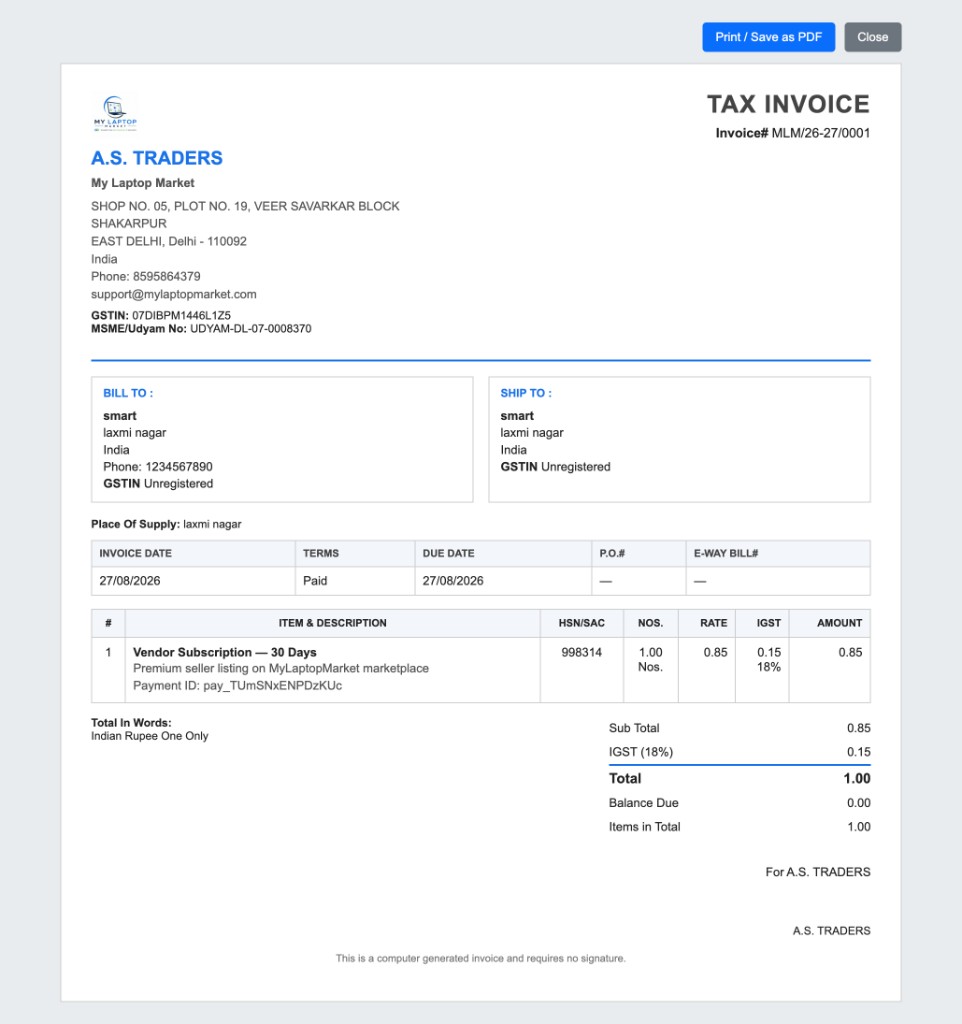 Print / Save as PDF
Close
MY LAPTOP
MARKET
TAX INVOICE
Invoice# MLM/26-27/0001
A.S. TRADERS
My Laptop Market
SHOP NO. 05, PLOT NO. 19, VEER SAVARKAR BLOCK
SHAKARPUR
EAST DELHI, Delhi - 110092
India
Phone: 8595864379
support@mylaptopmarket.com
GSTIN: 07DIBPM1446L1Z5
MSME/Udyam No: UDYAM-DL-07-0008370
BILL TO :
smart
laxmi nagar
India
Phone: 1234567890
GSTIN Unregistered
SHIP TO :
smart
laxmi nagar
India
GSTIN Unregistered
Place Of Supply: laxmi nagar
INVOICE DATE TERMS DUE DATE P.O.# E-WAY BILL#
27/08/2026 Paid 27/08/2026 — —
# ITEM & DESCRIPTION HSN/SAC NOS. RATE IGST AMOUNT
1 Vendor Subscription — 30 Days 998314 1.00 0.85 0.15 0.85
Premium seller listing on MyLaptopMarket marketplace Nos. 18%
Payment ID: pay_TUmSNxENPDzKUc
Total In Words:
Indian Rupee One Only
Sub Total 0.85
IGST (18%) 0.15
Total 1.00
Balance Due 0.00
Items in Total 1.00
For A.S. TRADERS
A.S. TRADERS
This is a computer generated invoice and requires no signature.